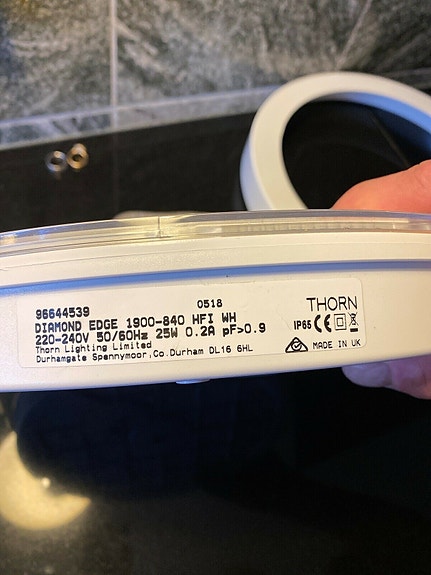 96644539 0518
DIAMOND EDGE 1900-840 HFI WH
220-240V 50/60Hz 25W 0.2A pF>0.9
Thorn Lighting Limited
Durhamgate Spennymoor,Co.Durham DL16 6HL
THORN
IP65 CE
MADE IN UK